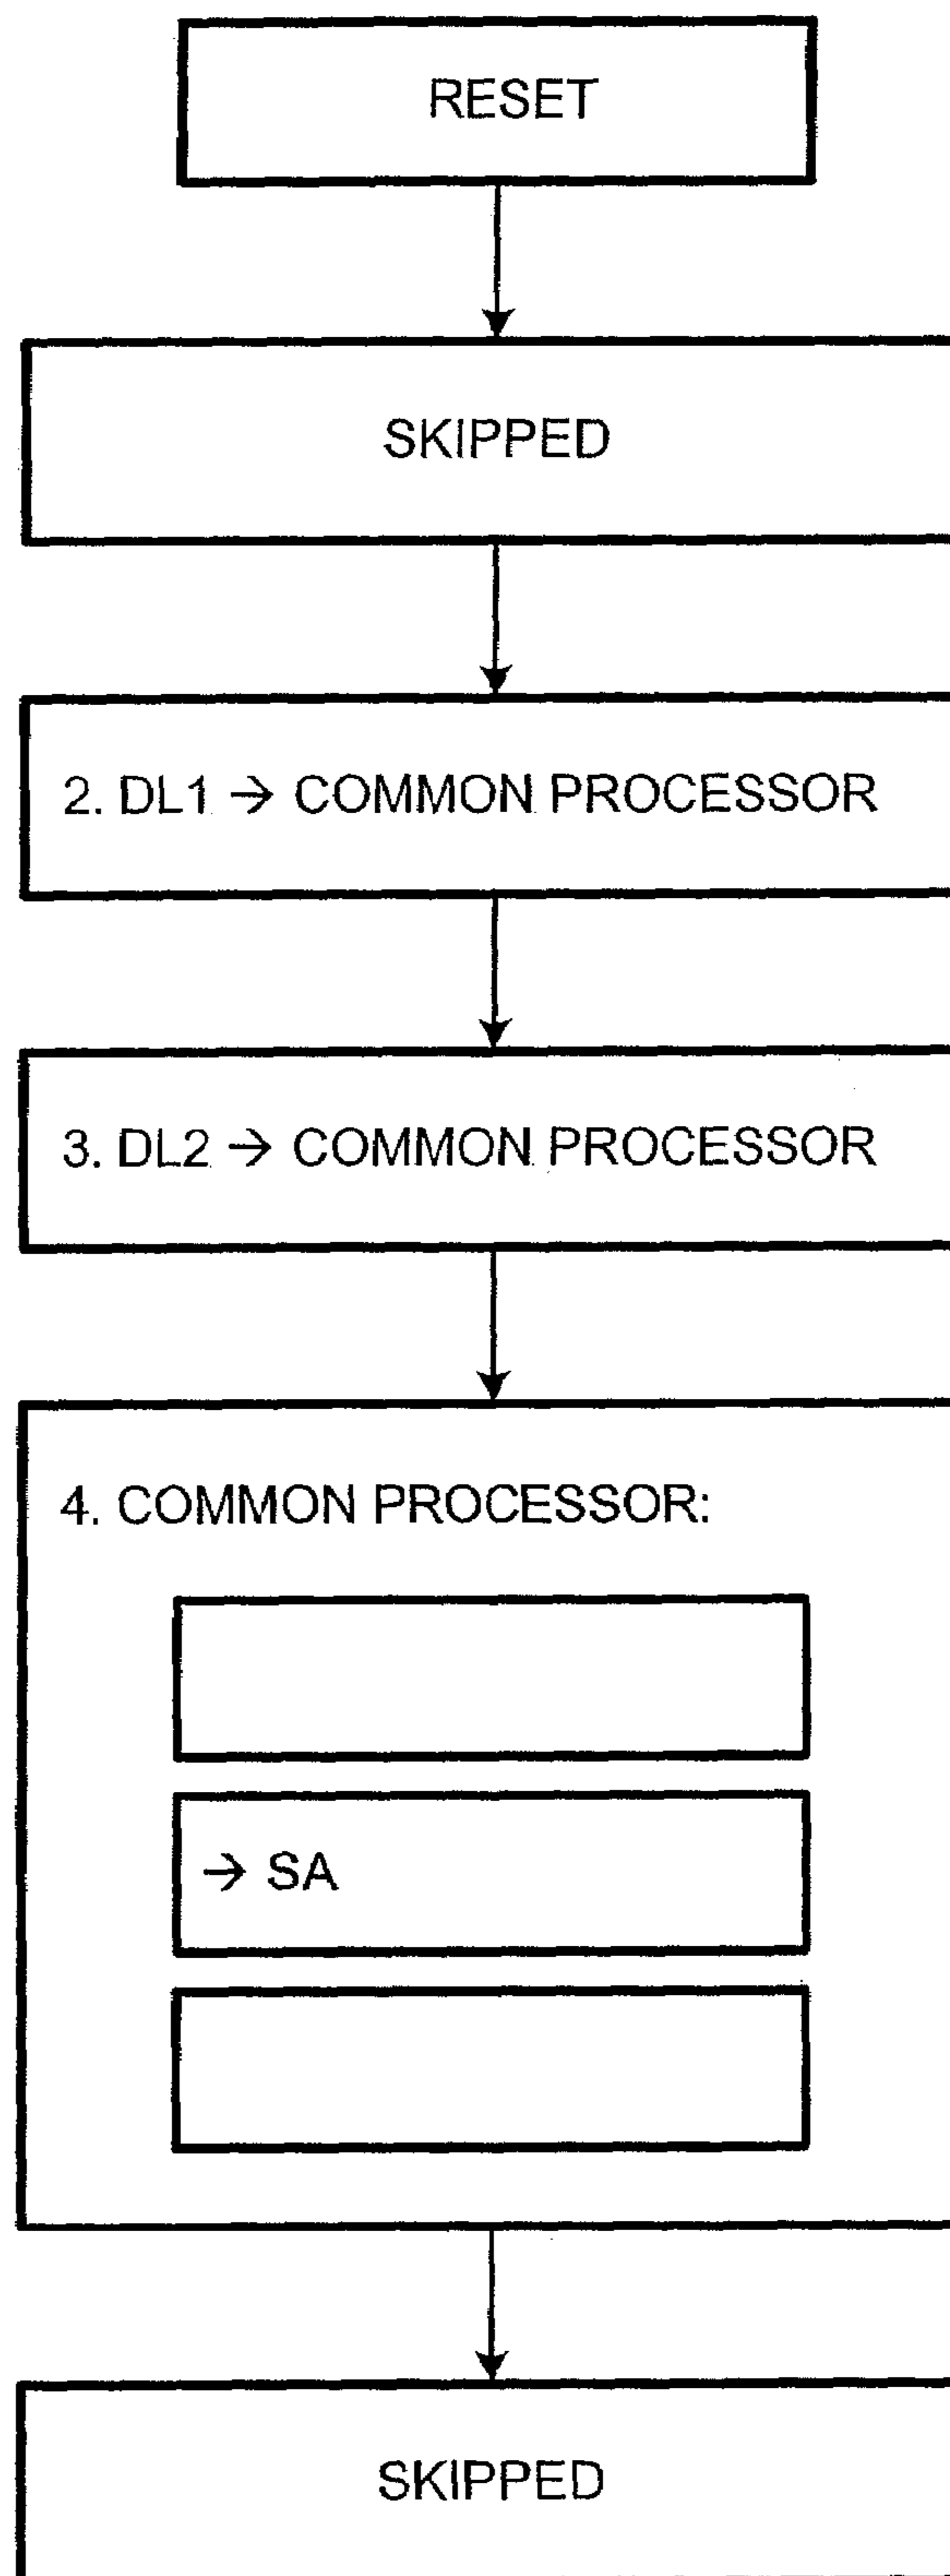 RESET
SKIPPED
2. DL1 → COMMON PROCESSOR
3. DL2 → COMMON PROCESSOR
4. COMMON PROCESSOR:
→ SA
SKIPPED